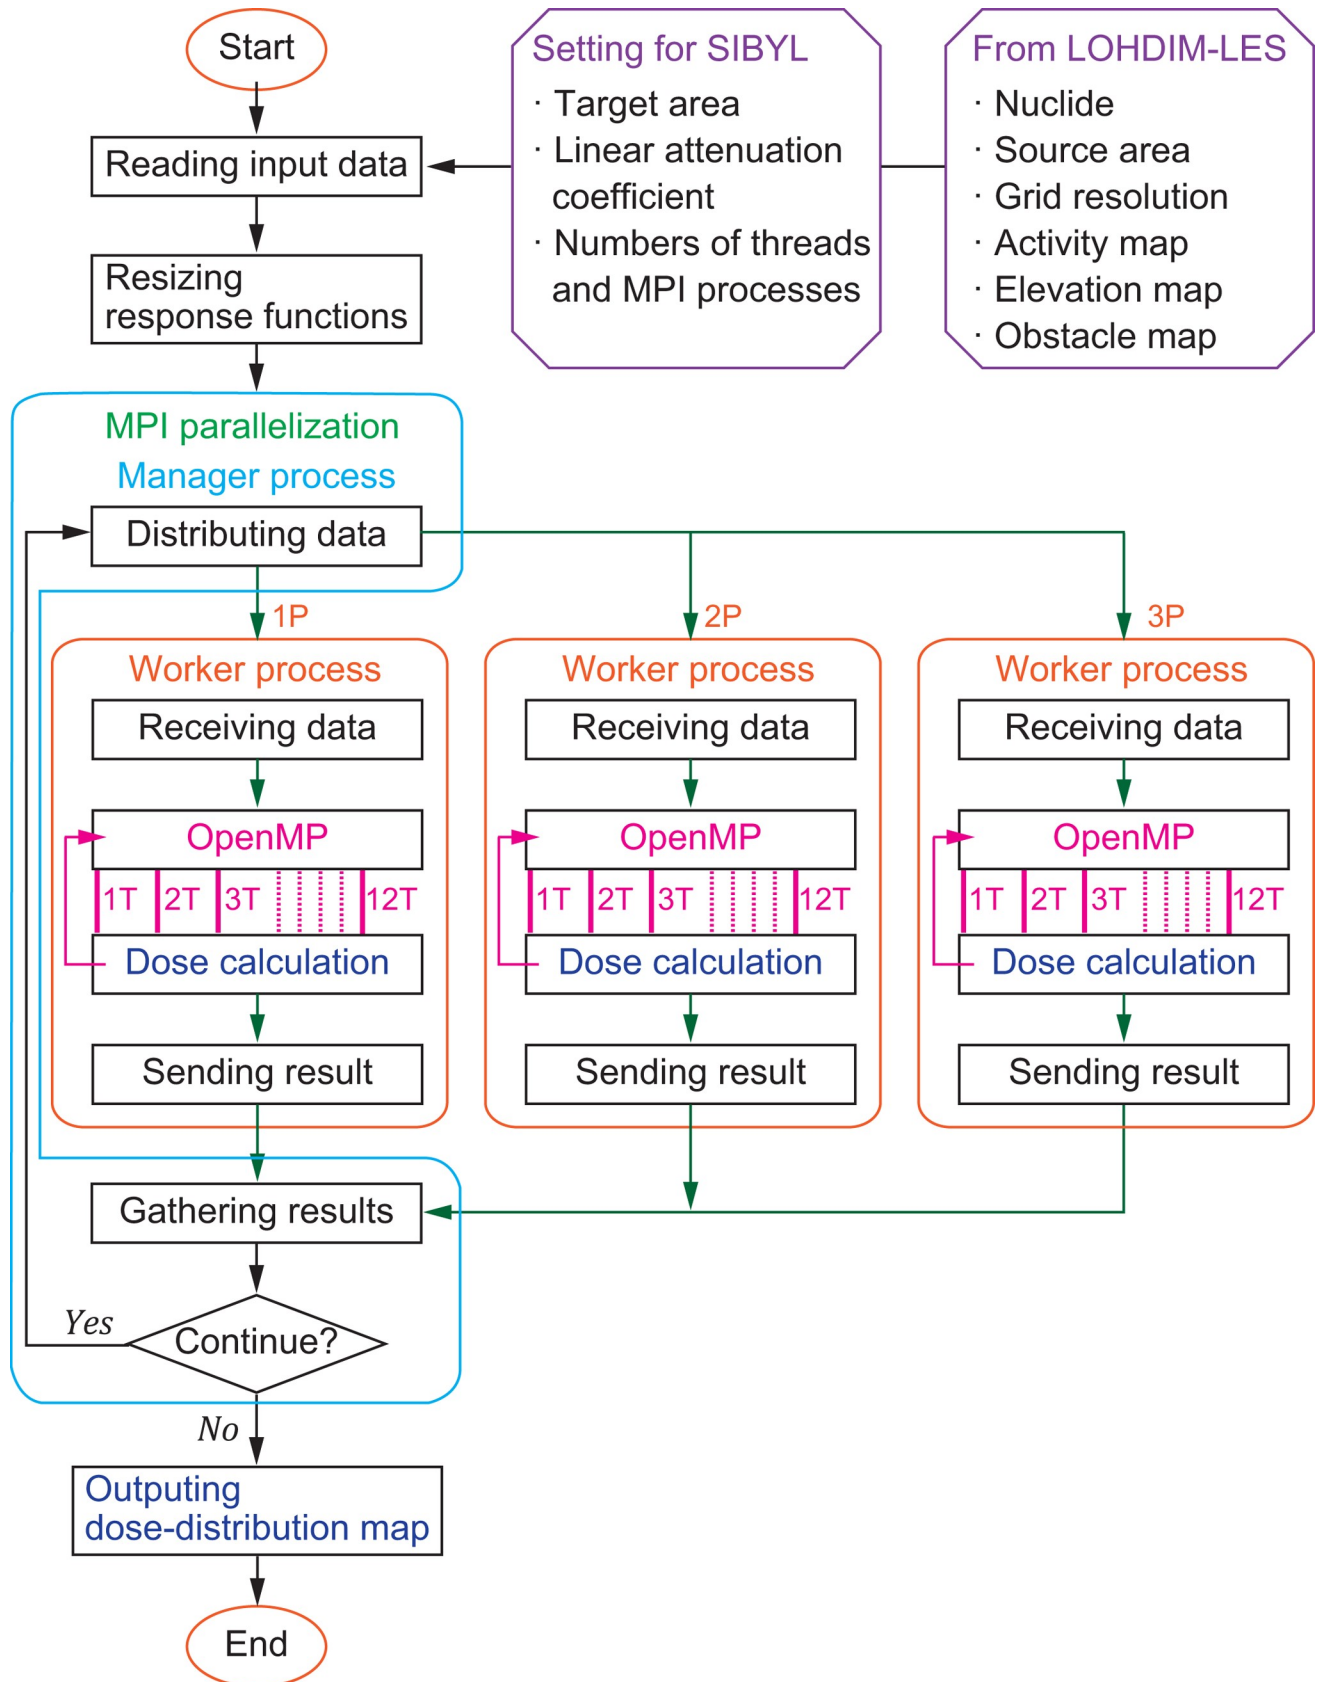 Start
Reading input data
Resizing
response functions
Setting for SIBYL
· Target area
· Linear attenuation
coefficient
· Numbers of threads
and MPI processes
From LOHDIM-LES
· Nuclide
· Source area
· Grid resolution
· Activity map
· Elevation map
· Obstacle map
MPI parallelization
Manager process
Distributing data
1P
Worker process
Receiving data
OpenMP
1T 2T 3T 12T
Dose calculation
Sending result
2P
Worker process
Receiving data
OpenMP
1T 2T 3T 12T
Dose calculation
Sending result
3P
Worker process
Receiving data
OpenMP
1T 2T 3T 12T
Dose calculation
Sending result
Gathering results
Continue?
Yes
No
Outputing
dose-distribution map
End